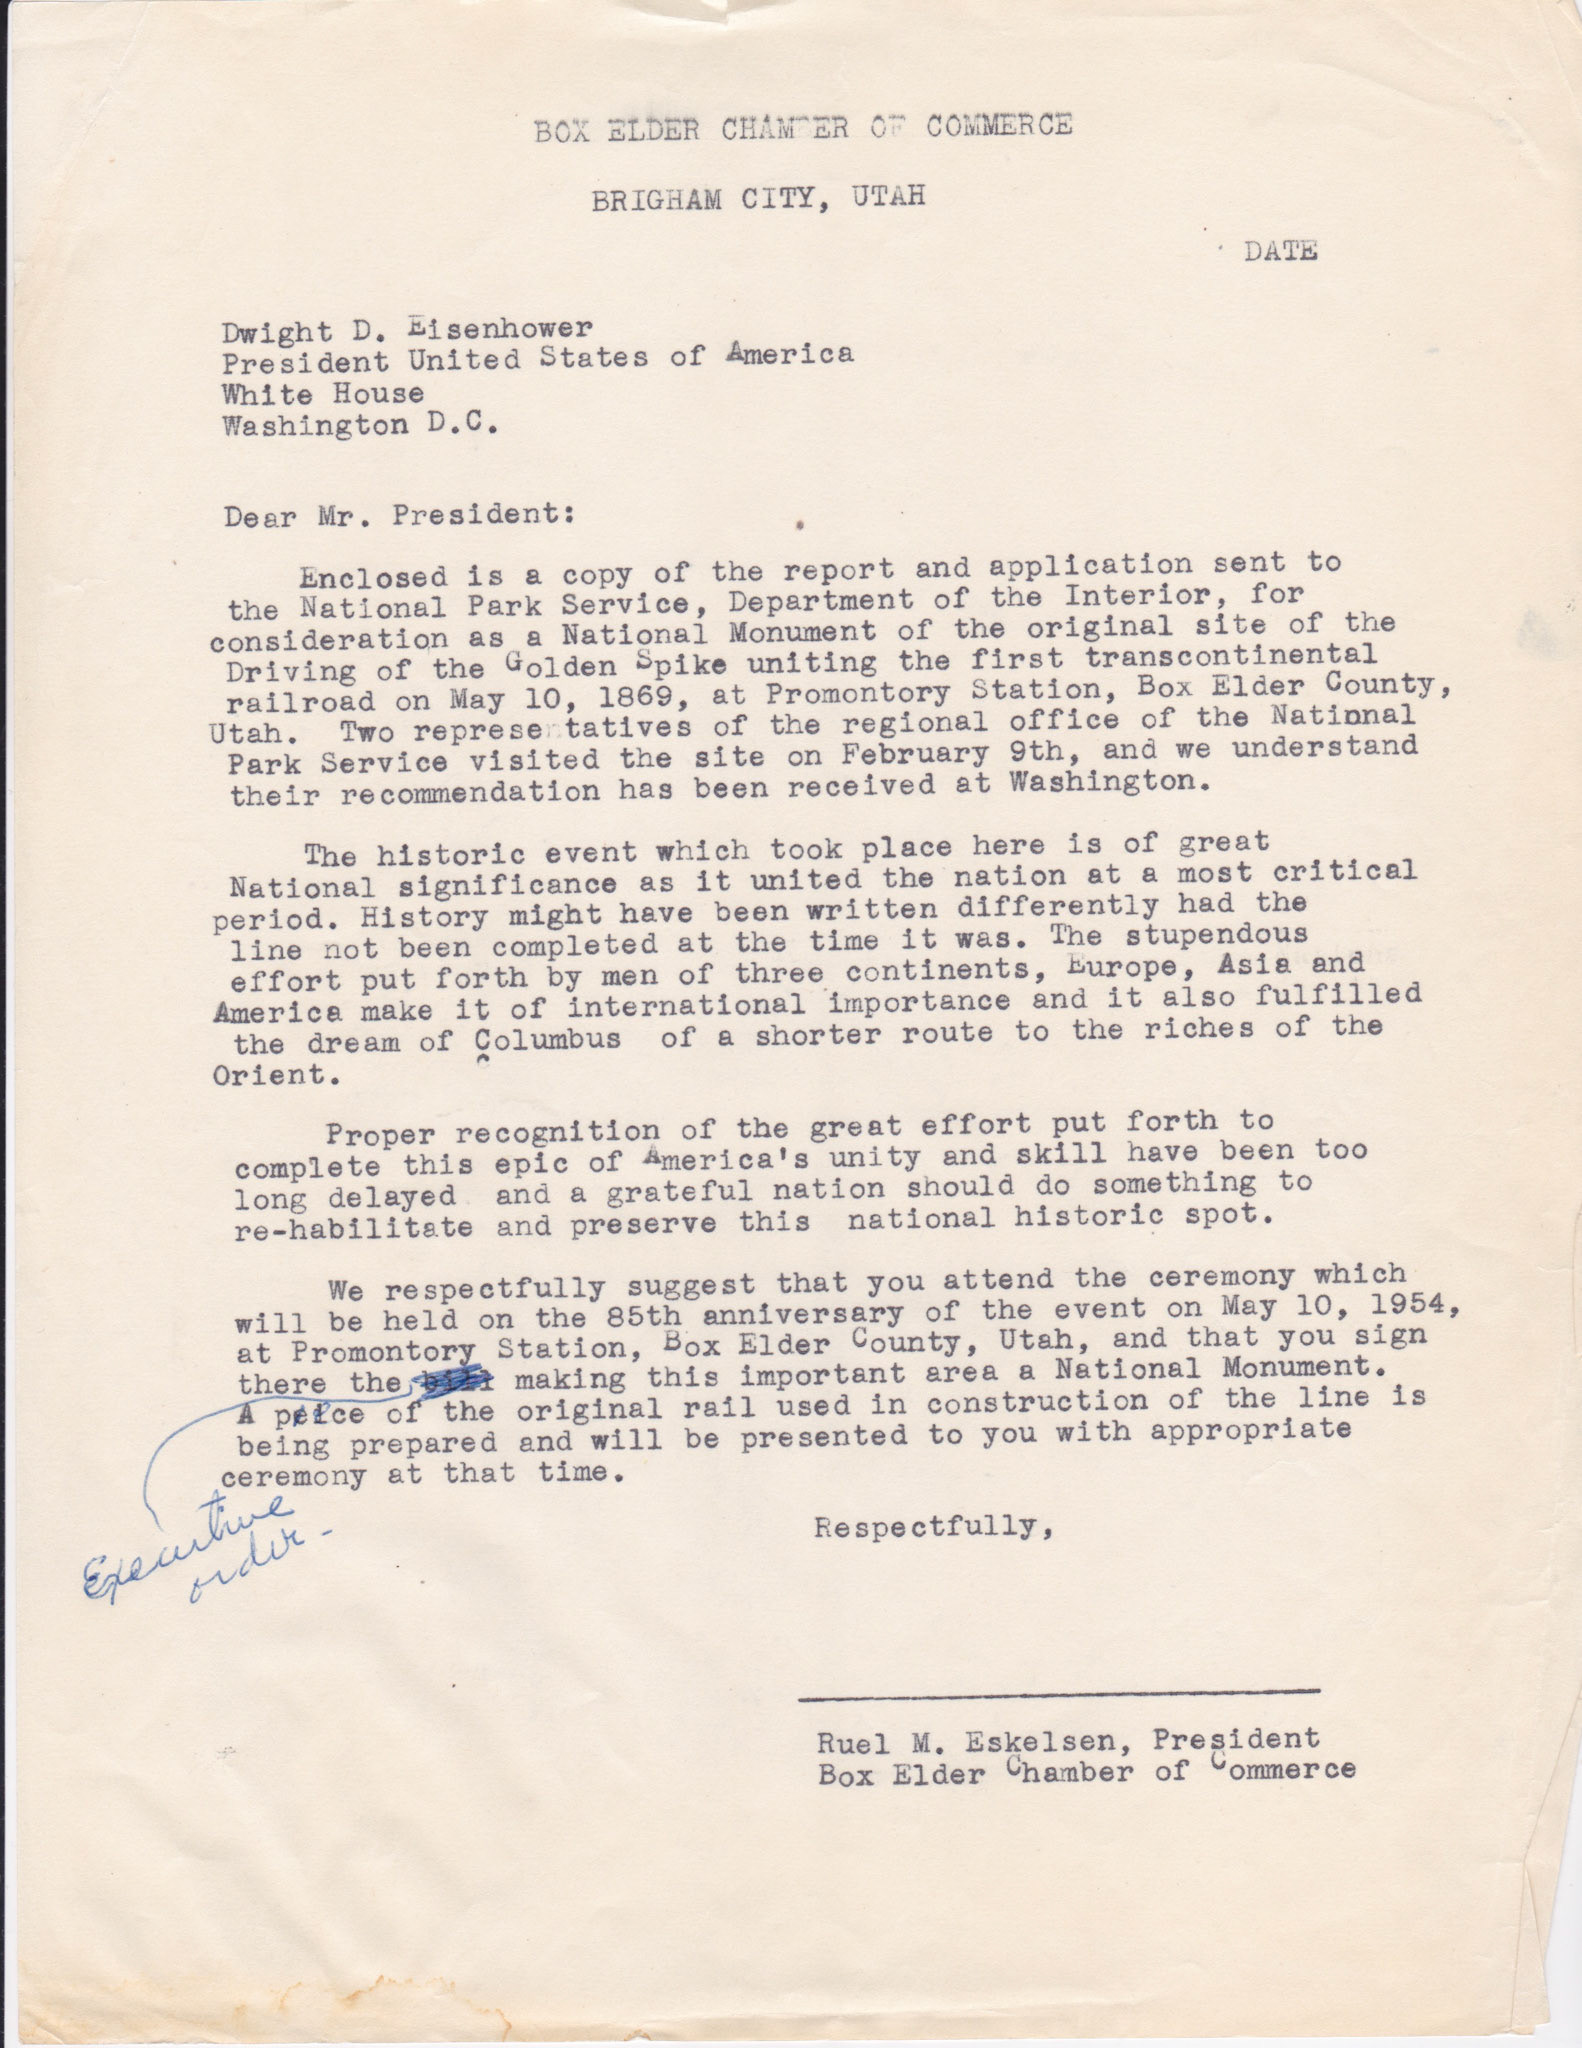 BOX ELDER CHAMBER OF COMMERCE
BRIGHAM CITY, UTAH
DATE
Dwight D. Eisenhower
President United States of America
White House
Washington D.C.
Dear Mr. President:
Enclosed is a copy of the report and application sent to
the National Park Service, Department of the Interior, for
consideration as a National Monument of the original site of the
Driving of the Golden Spike uniting the first transcontinental
railroad on May 10, 1869, at Promontory Station, Box Elder County,
Utah. Two representatives of the regional office of the National
Park Service visited the site on February 9th, and we understand
their recommendation has been received at Washington.
The historic event which took place here is of great
National significance as it united the nation at a most critical
period. History might have been written differently had the
line not been completed at the time it was. The stupendous
effort put forth by men of three continents, Europe, Asia and
America make it of international importance and it also fulfilled
the dream of Columbus of a shorter route to the riches of the
Orient.
Proper recognition of the great effort put forth to
complete this epic of America's unity and skill have been too
long delayed and a grateful nation should do something to
re-habilitate and preserve this national historic spot.
We respectfully suggest that you attend the ceremony which
will be held on the 85th anniversary of the event on May 10, 1954,
at Promontory Station, Box Elder County, Utah, and that you sign
there the bill making this important area a National Monument.
A piece of the original rail used in construction of the line is
being prepared and will be presented to you with appropriate
ceremony at that time.
Executive
order-
Respectfully,
Ruel M. Eskelsen, President
Box Elder Chamber of Commerce